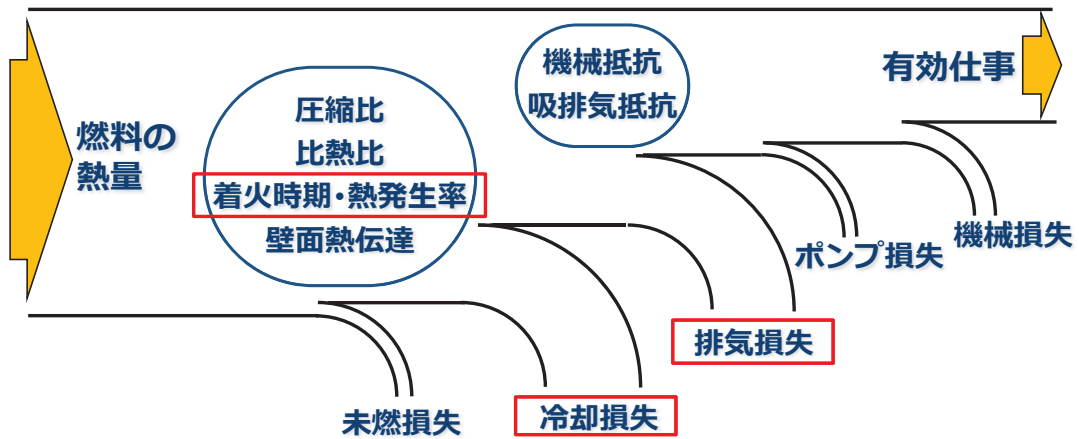 燃料の
熱量
圧縮比
比熱比
着火時期・熱発生率
壁面熱伝達
機械抵抗
吸排気抵抗
有効仕事
未燃損失
冷却損失
排気損失
ポンプ損失
機械損失